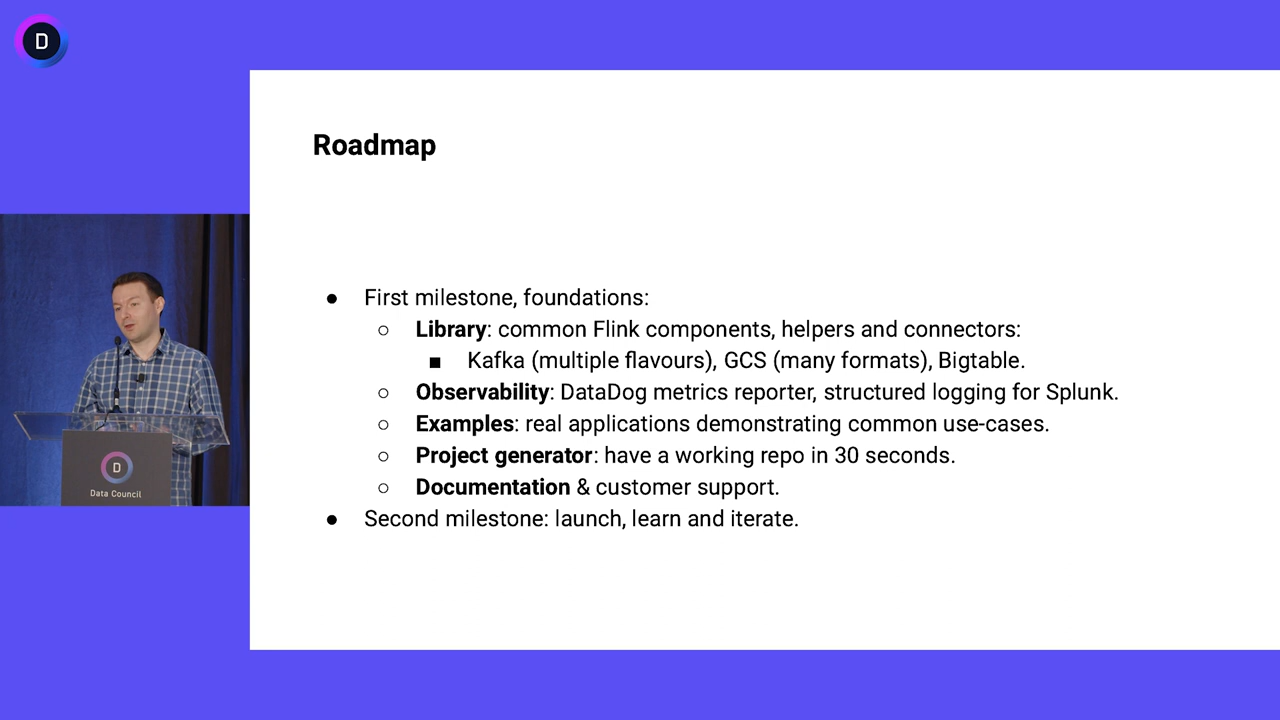 D
Roadmap
● First milestone, foundations:
○ Library: common Flink components, helpers and connectors:
■ Kafka (multiple flavours), GCS (many formats), Bigtable.
○ Observability: DataDog metrics reporter, structured logging for Splunk.
○ Examples: real applications demonstrating common use-cases.
○ Project generator: have a working repo in 30 seconds.
○ Documentation & customer support.
● Second milestone: launch, learn and iterate.
D
Data Council